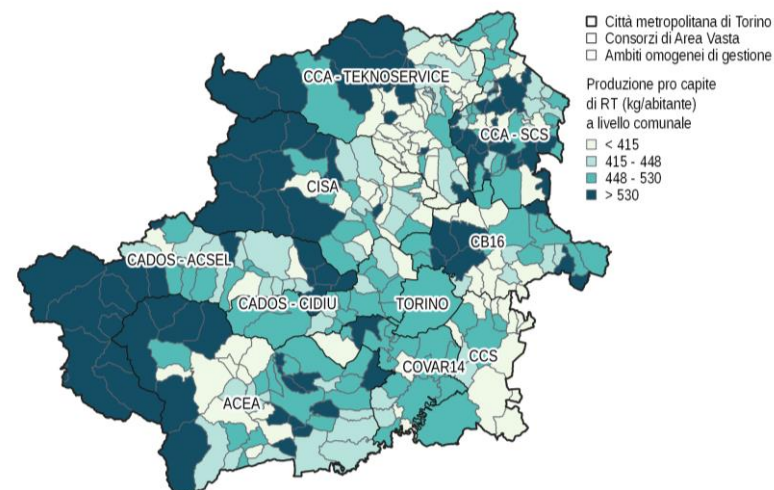 Città metropolitana di Torino
Consorzi di Area Vasta
Ambiti omogenei di gestione
Produzione pro capite
di RT (kg/abitante)
a livello comunale
< 415
415 - 448
448 - 530
> 530
CCA - TEKNOSERVICE
CCA - SCS
CISA
CB16
CADOS - ACSEL
CADOS - CIDIU
TORINO
CCS
COVAR14
ACEA